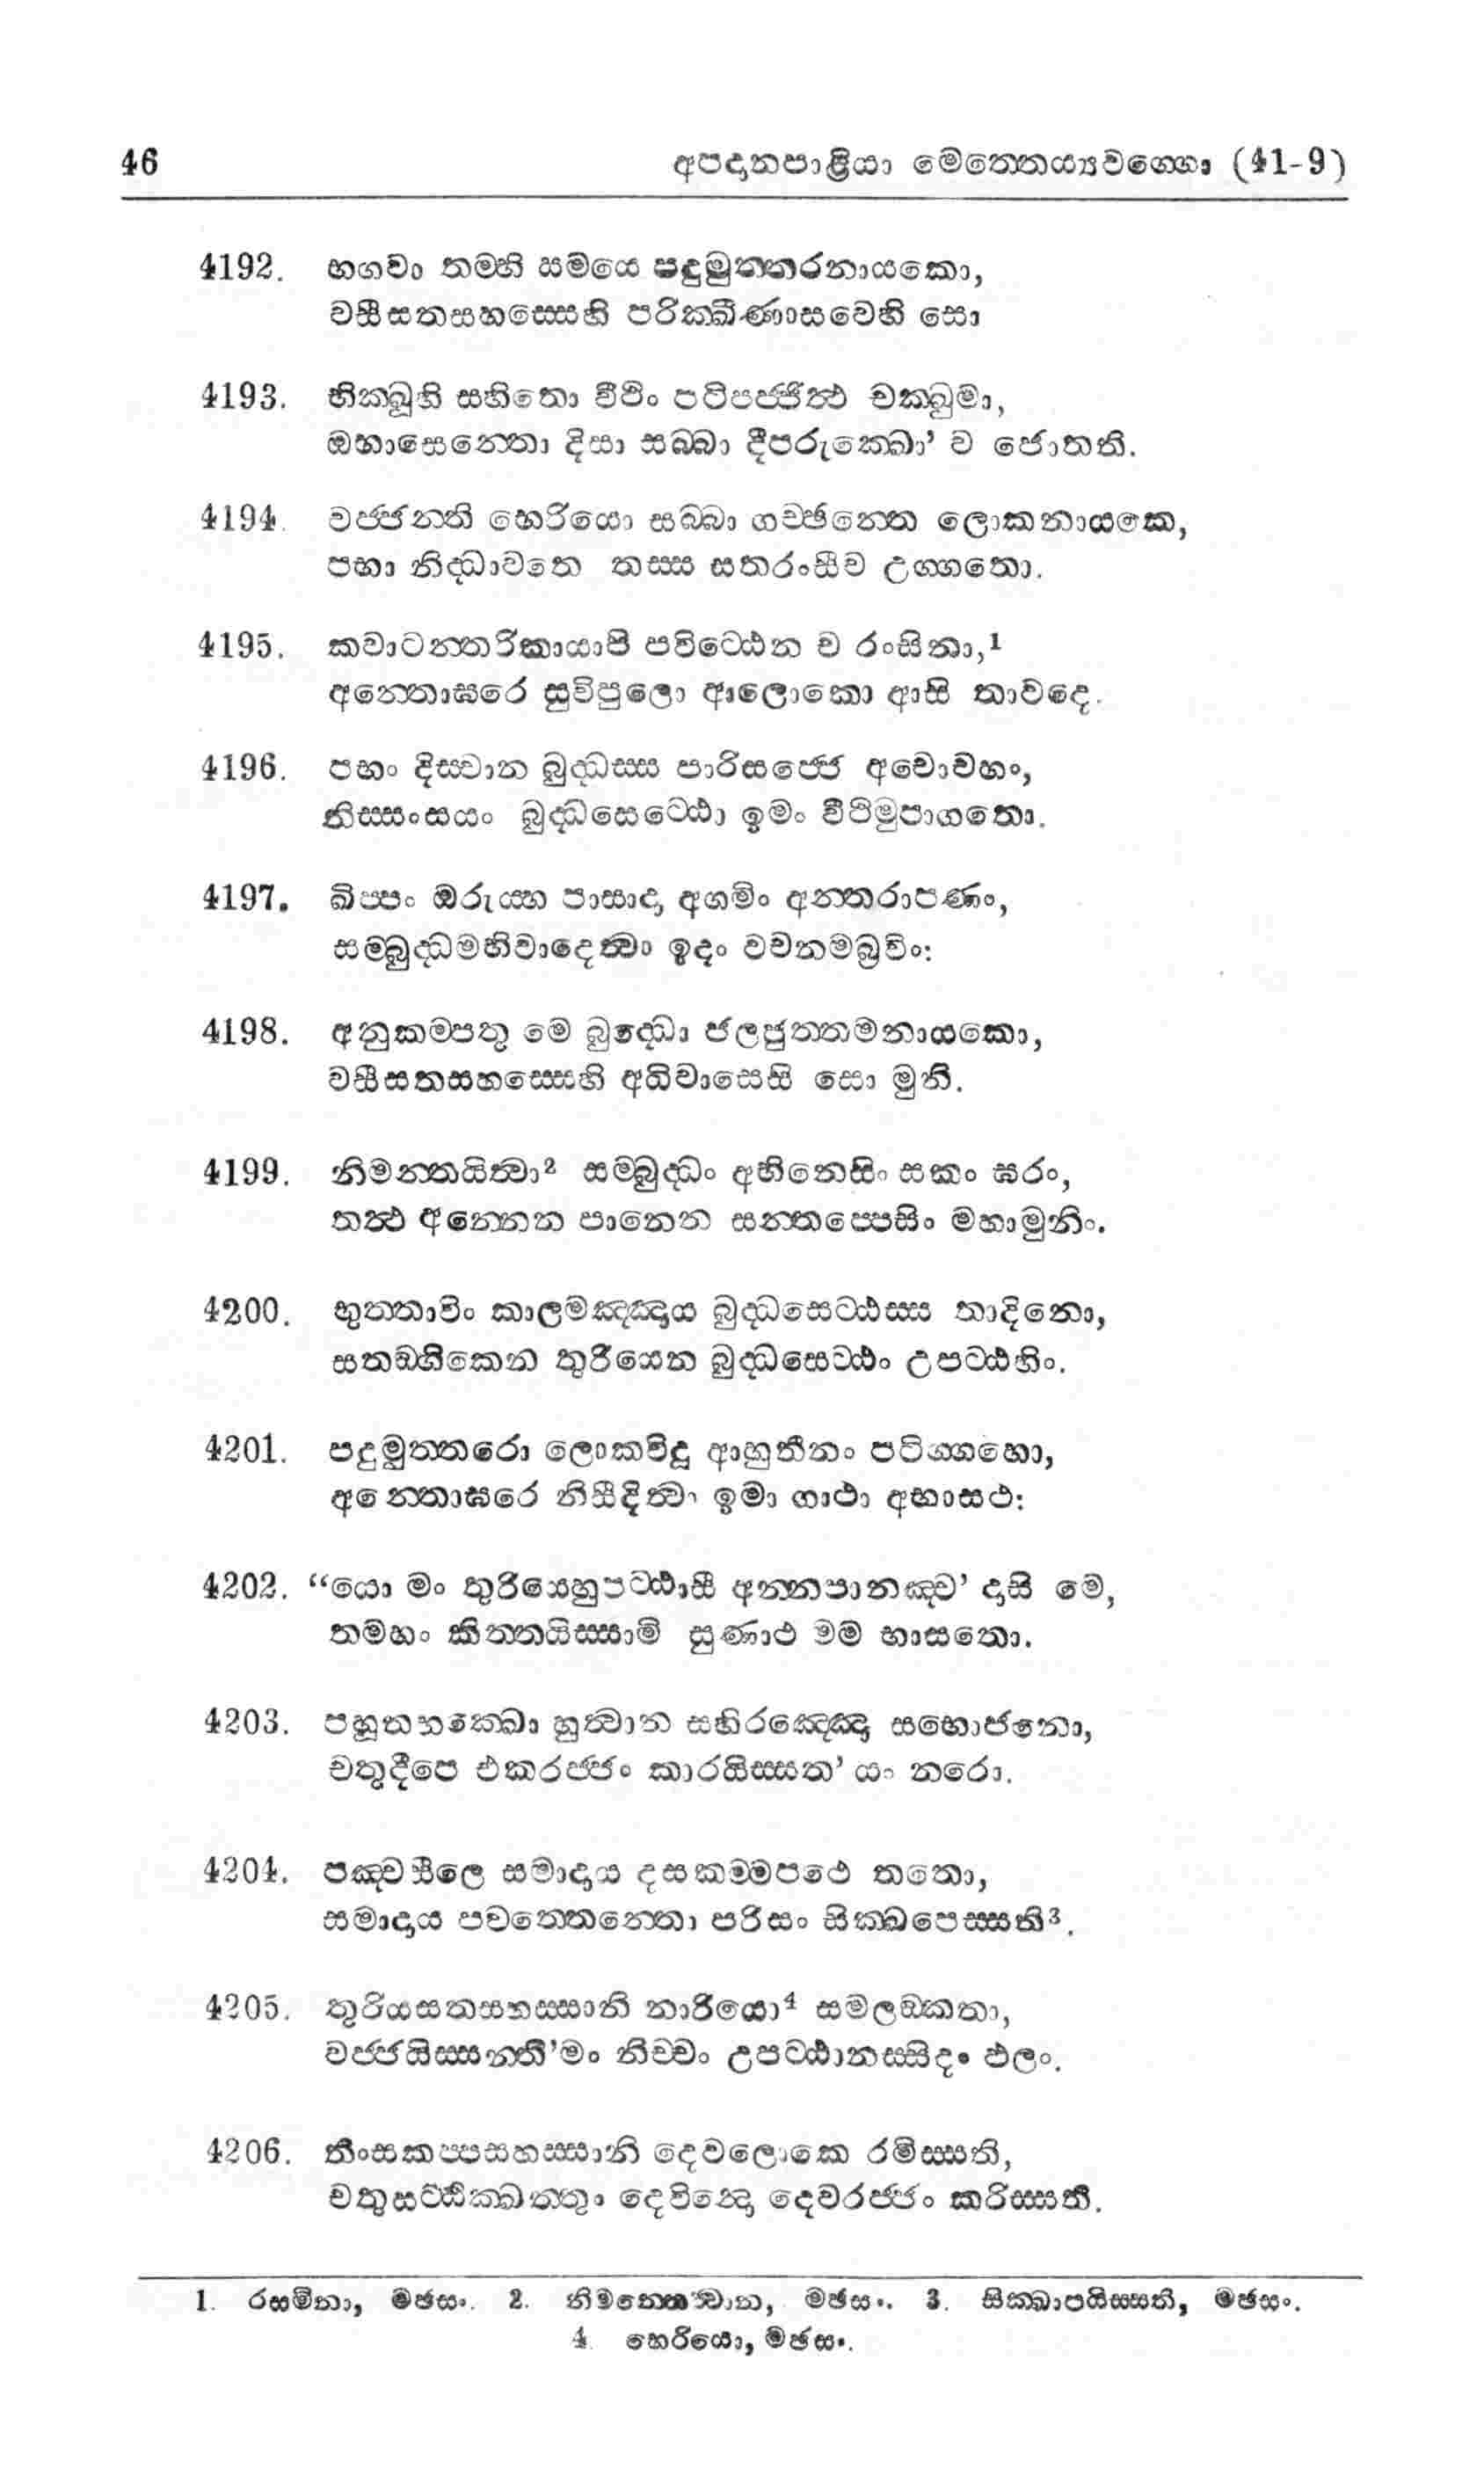 46 අපදානපාළියා මෙත්තෙය්‍යවග්ගො (41-9)
4192. භගවා තම්හි සමයෙ පදුමුත්තරනායකො,
වසීසතසහස්සෙහි පරික්ඛීණාසවෙහි සො
4193. භික්ඛූහි සහිතො වීථිං පටිපජ්ජිත්ථ චක්ඛුමා,
ඔභාසෙන්තො දිසා සබ්බා දීපරුක්ඛො’ ව ජොතති.
4194. වජ්ජන්ති භෙරියො සබ්බා ගච්ඡන්තෙ ලොකනායකෙ,
පභා නිද්ධාවතෙ තස්ස සතරංසීව උග්ගතො.
4195. කවාටන්තරිකායාපි පවිට්ඨෙන ච රංසිනා,1
අන්තොඝරෙ සුවිපුලො ආලොකො ආසි තාවදෙ.
4196. පභං දිස්වාන බුද්ධස්ස පාරිසජ්ජෙ අවොචහං,
නිස්සංසයං බුද්ධසෙට්ඨො ඉමං වීථිමුපාගතො.
4197. ඛිප්පං ඔරුය්හ පාසාදා අගමිං අන්තරාපණං,
සම්බුද්ධමභිවාදෙත්වා ඉදං වචනමබ්‍රවිං:
4198. අනුකම්පතු මෙ බුද්ධො ජලජුත්තමනායකො,
වසීසතසහස්සෙහි අධිවාසෙසි සො මුනි.
4199. නිමන්තයිත්වා2 සම්බුද්ධං අභිනෙසිං සකං ඝරං,
තත්ථ අන්නෙන පානෙන සන්තප්පෙසිං මහාමුනිං.
4200. භුත්තාවිං කාලමඤ්ඤාය බුද්ධසෙට්ඨස්ස තාදිනො,
සතඞ්ගිකෙන තුරියෙන බුද්ධසෙට්ඨං උපට්ඨහිං.
4201. පදුමුත්තරො ලොකවිදූ ආහුතීනං පටිග්ගහො,
අන්තොඝරෙ නිසීදිත්වා ඉමා ගාථා අභාසථ:
4202. “යො මං තුරියෙහුපට්ඨාසී අන්නපානඤ්ච’ දාසි මෙ,
තමහං කිත්තයිස්සාමි සුණාථ මම භාසතො.
4203. පහූතභක්ඛො හුත්වාන සහිරඤ්ඤො සභොජනො,
චතුදීපෙ එකරජ්ජං කාරයිස්සත’ යං නරො.
4204. පඤ්චසීලෙ සමාදාය දසකම්මපථෙ තතො,
සමාදාය පවත්තෙන්තො පරිසං සික්ඛපෙස්සති3.
4205. තුරියසතසහස්සානි නාරියො4 සමලඞ්කතා,
වජ්ජයිස්සන්තී’මං නිච්චං උපට්ඨානස්සිදං ඵලං.
4206. තිංසකප්පසහස්සානි දෙවලොකෙ රමිස්සති,
චතුසට්ඨික්ඛත්තුං දෙවින්දො දෙවරජ්ජං කරිස්සති.
1. රස්මිනා, මඡසං. 2. නිමන්තෙත්වාන, මඡසං. 3. සික්ඛාපයිස්සති, මඡසං.
4. භෙරියො, මඡසං.